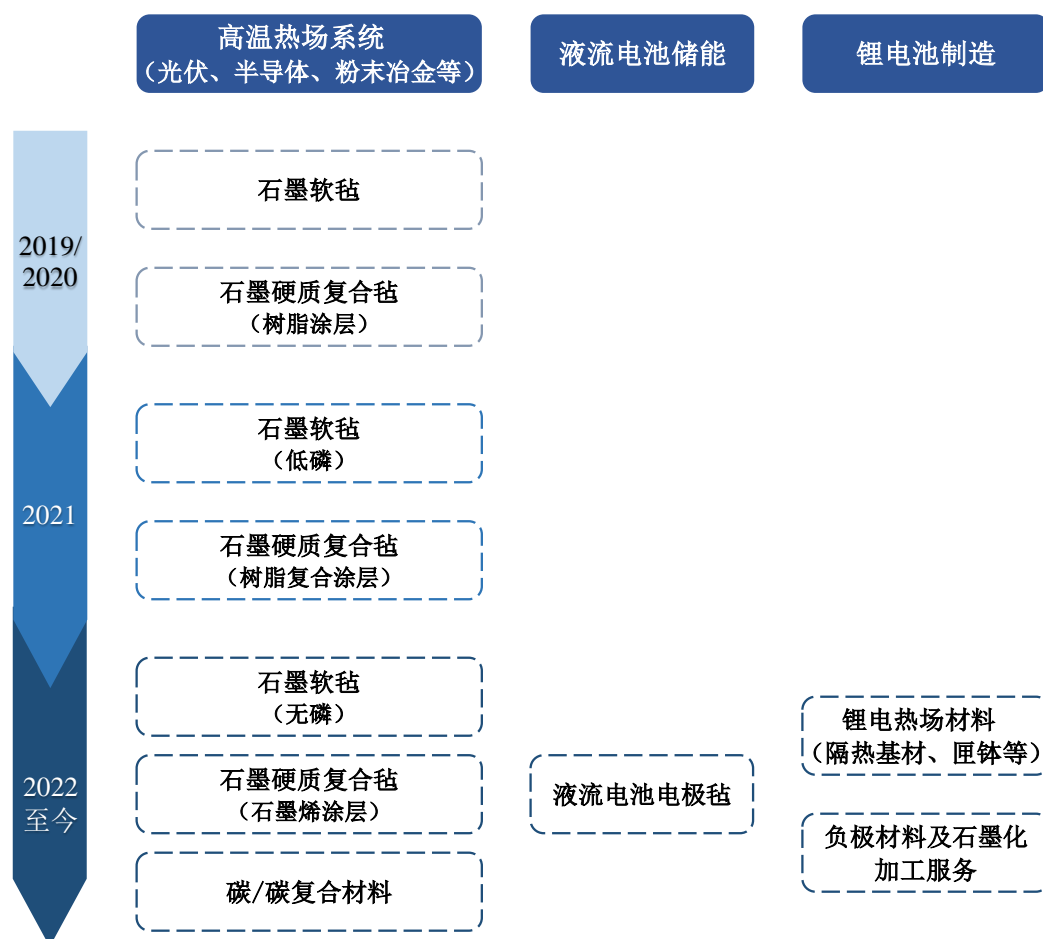 高温热场系统
（光伏、半导体、粉末冶金等）
液流电池储能
锂电池制造
2019/
2020
石墨软毡
石墨硬质复合毡
（树脂涂层）
2021
石墨软毡
（低磷）
石墨硬质复合毡
（树脂复合涂层）
2022
至今
石墨软毡
（无磷）
石墨硬质复合毡
（石墨烯涂层）
碳/碳复合材料
液流电池电极毡
锂电热场材料
（隔热基材、匣钵等）
负极材料及石墨化
加工服务